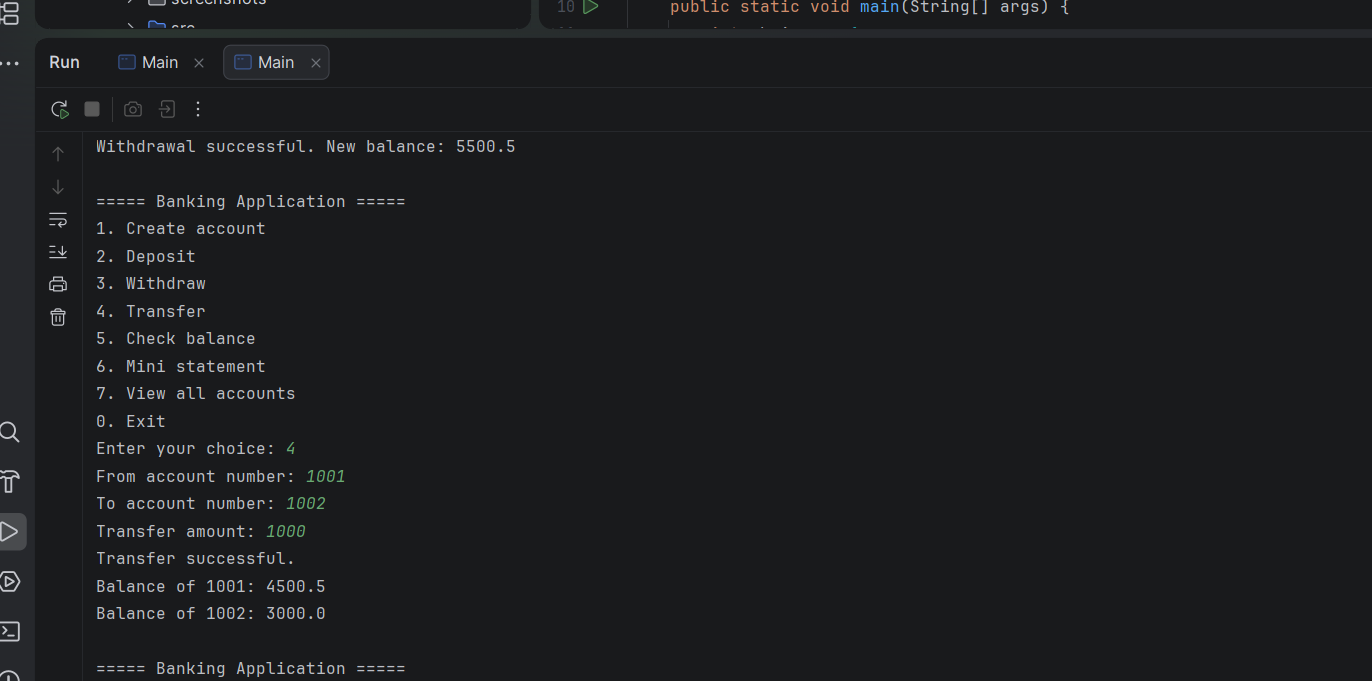 screenshots
src
10 public static void main(String[] args) {
Run Main Main
Withdrawal successful. New balance: 5500.5
===== Banking Application =====
1. Create account
2. Deposit
3. Withdraw
4. Transfer
5. Check balance
6. Mini statement
7. View all accounts
0. Exit
Enter your choice: 4
From account number: 1001
To account number: 1002
Transfer amount: 1000
Transfer successful.
Balance of 1001: 4500.5
Balance of 1002: 3000.0
===== Banking Application =====